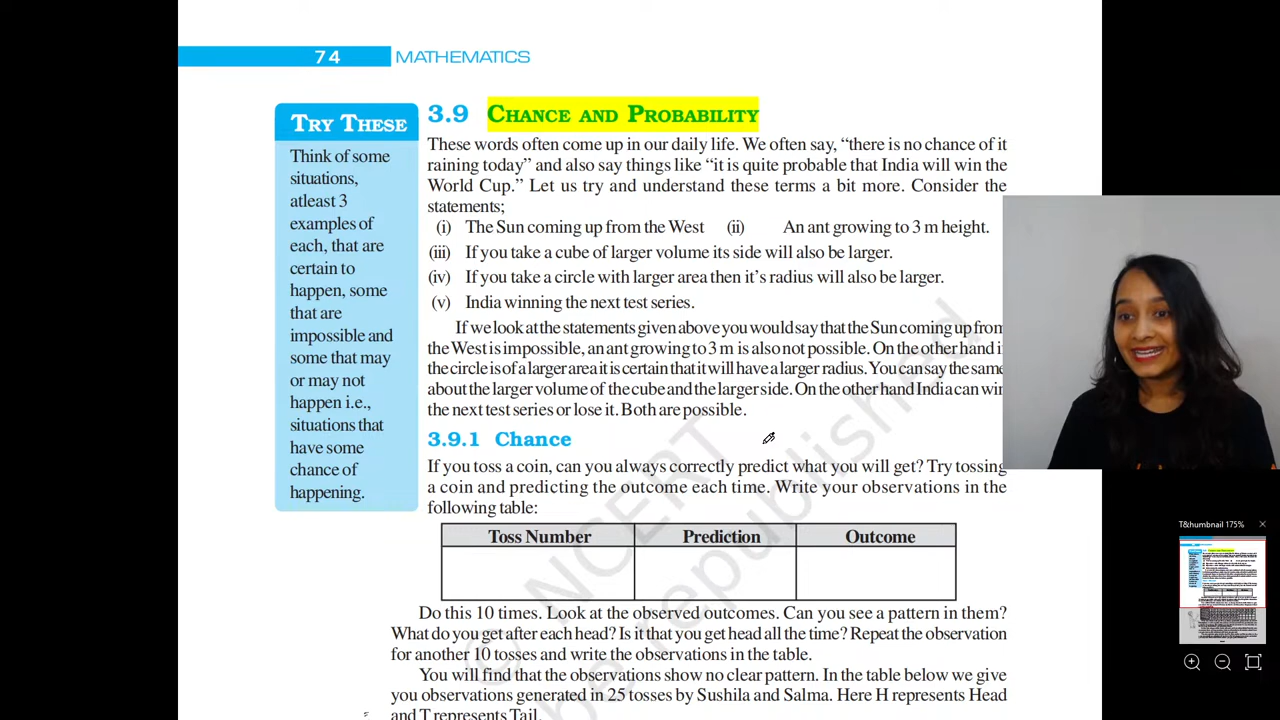 74 MATHEMATICS
TRY THESE
Think of some
situations,
atleast 3
examples of
each, that are
certain to
happen, some
that are
impossible and
some that may
or may not
happen i.e.,
situations that
have some
chance of
happening.
3.9 CHANCE AND PROBABILITY
These words often come up in our daily life. We often say, “there is no chance of it
raining today” and also say things like “it is quite probable that India will win the
World Cup.” Let us try and understand these terms a bit more. Consider the
statements;
(i) The Sun coming up from the West (ii) An ant growing to 3 m height.
(iii) If you take a cube of larger volume its side will also be larger.
(iv) If you take a circle with larger area then it’s radius will also be larger.
(v) India winning the next test series.
If we look at the statements given above you would say that the Sun coming up from
the West is impossible, an ant growing to 3 m is also not possible. On the other hand i
the circle is of a larger area it is certain that it will have a larger radius. You can say the same
about the larger volume of the cube and the larger side. On the other hand India can win
the next test series or lose it. Both are possible.
3.9.1 Chance
If you toss a coin, can you always correctly predict what you will get? Try tossing
a coin and predicting the outcome each time. Write your observations in the
following table:
Toss Number Prediction Outcome
Do this 10 times. Look at the observed outcomes. Can you see a pattern in them?
What do you get after each head? Is it that you get head all the time? Repeat the observation
for another 10 tosses and write the observations in the table.
You will find that the observations show no clear pattern. In the table below we give
you observations generated in 25 tosses by Sushila and Salma. Here H represents Head
and T represents Tail.
T&humbnail 175%
© NCERT
be republished